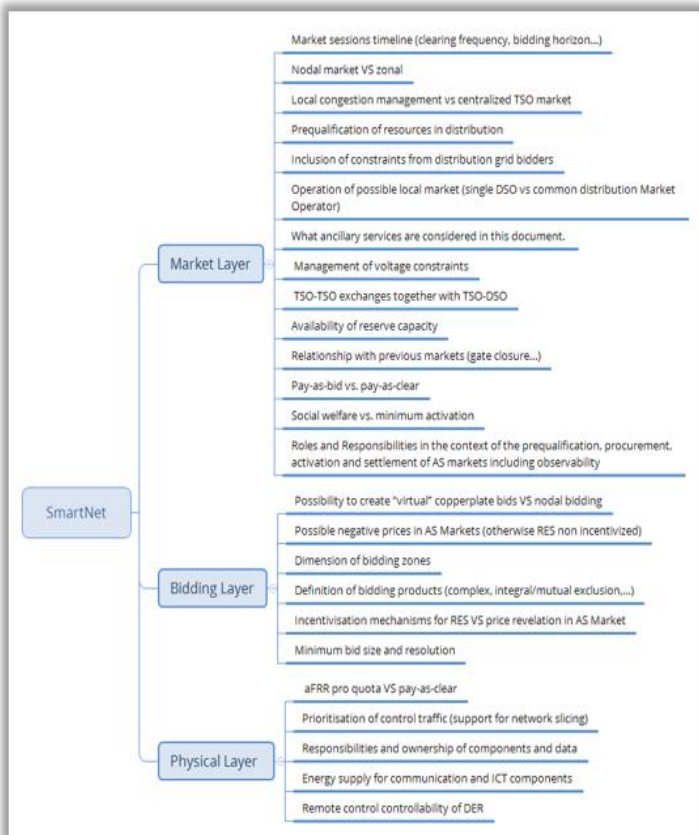 Market sessions timeline (clearing frequency, bidding horizon...)
Nodal market VS zonal
Local congestion management vs centralized TSO market
Prequalification of resources in distribution
Inclusion of constraints from distribution grid bidders
Operation of possible local market (single DSO vs common distribution Market
Operator)
What ancillary services are considered in this document.
Market Layer
Management of voltage constraints
TSO-TSO exchanges together with TSO-DSO
Availability of reserve capacity
Relationship with previous markets (gate closure...)
Pay-as-bid vs. pay-as-clear
Social welfare vs. minimum activation
Roles and Responsibilities in the context of the prequalification, procurement,
activation and settlement of AS markets including observability
SmartNet
Possibility to create "virtual" copperplate bids VS nodal bidding
Possible negative prices in AS Markets (otherwise RES non incentivized)
Dimension of bidding zones
Bidding Layer
Definition of bidding products (complex, integral/mutual exclusion,...)
Incentivisation mechanisms for RES VS price revelation in AS Market
Minimum bid size and resolution
aFRR pro quota VS pay-as-clear
Prioritisation of control traffic (support for network slicing)
Physical Layer
Responsibilities and ownership of components and data
Energy supply for communication and ICT components
Remote control controllability of DER